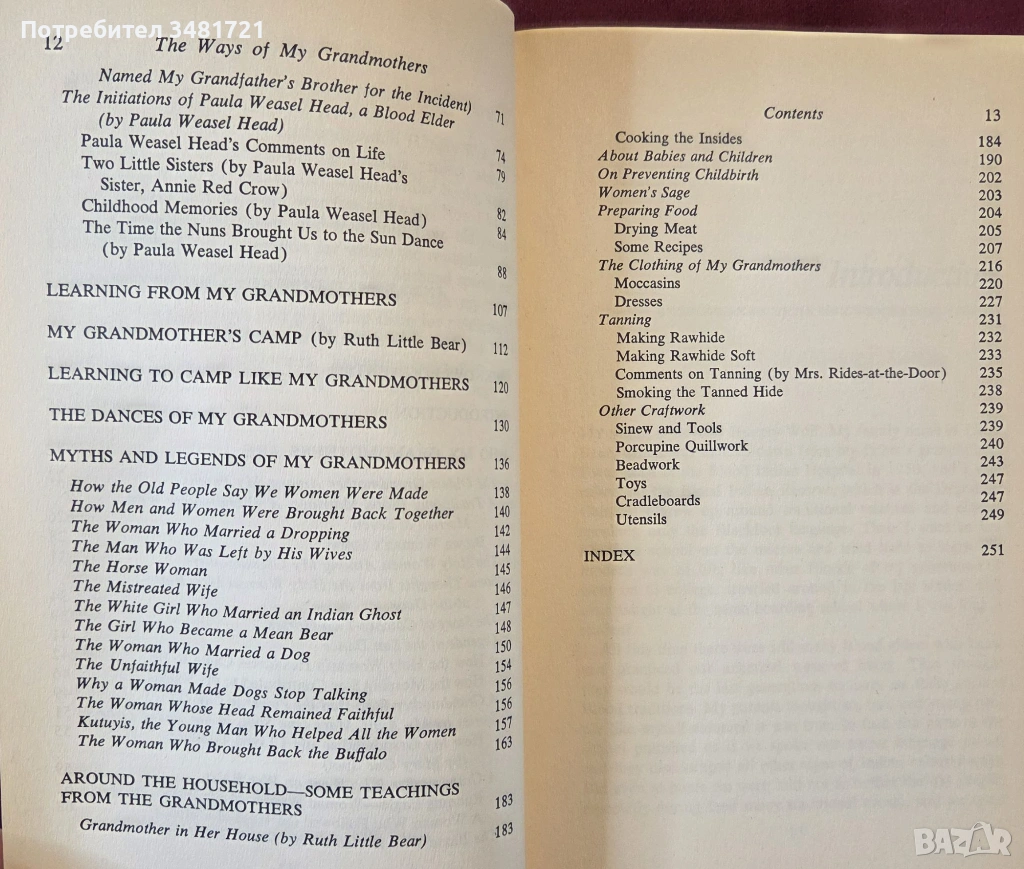 Потребител 3481721
12 The Ways of My Grandmothers
Named My Grandfather's Brother for the Incident)
The Initiations of Paula Weasel Head, a Blood Elder
(by Paula Weasel Head) 71
Paula Weasel Head's Comments on Life 74
Two Little Sisters (by Paula Weasel Head's 79
Sister, Annie Red Crow)
Childhood Memories (by Paula Weasel Head) 82
The Time the Nuns Brought Us to the Sun Dance 84
(by Paula Weasel Head)
88
LEARNING FROM MY GRANDMOTHERS
107
MY GRANDMOTHER'S CAMP (by Ruth Little Bear) 112
LEARNING TO CAMP LIKE MY GRANDMOTHERS 120
THE DANCES OF MY GRANDMOTHERS 130
MYTHS AND LEGENDS OF MY GRANDMOTHERS 136
How the Old People Say We Women Were Made 138
How Men and Women Were Brought Back Together 140
The Woman Who Married a Dropping 142
The Man Who Was Left by His Wives 144
The Horse Woman 145
The Mistreated Wife 146
The White Girl Who Married an Indian Ghost 147
The Girl Who Became a Mean Bear 148
The Woman Who Married a Dog 150
The Unfaithful Wife 154
Why a Woman Made Dogs Stop Talking 156
The Woman Whose Head Remained Faithful 156
Kutuyis, the Young Man Who Helped All the Women 157
The Woman Who Brought Back the Buffalo 163
AROUND THE HOUSEHOLD—SOME TEACHINGS
FROM THE GRANDMOTHERS 183
Grandmother in Her House (by Ruth Little Bear) 183
Contents 13
Cooking the Insides 184
About Babies and Children 190
On Preventing Childbirth 202
Women's Sage 203
Preparing Food 204
Drying Meat 205
Some Recipes 207
The Clothing of My Grandmothers 216
Moccasins 220
Dresses 227
Tanning 231
Making Rawhide 232
Making Rawhide Soft 233
Comments on Tanning (by Mrs. Rides-at-the-Door) 235
Smoking the Tanned Hide 238
Other Craftwork 239
Sinew and Tools 239
Porcupine Quillwork 240
Beadwork 243
Toys 247
Cradleboards 247
Utensils 249
INDEX 251
BAZAR